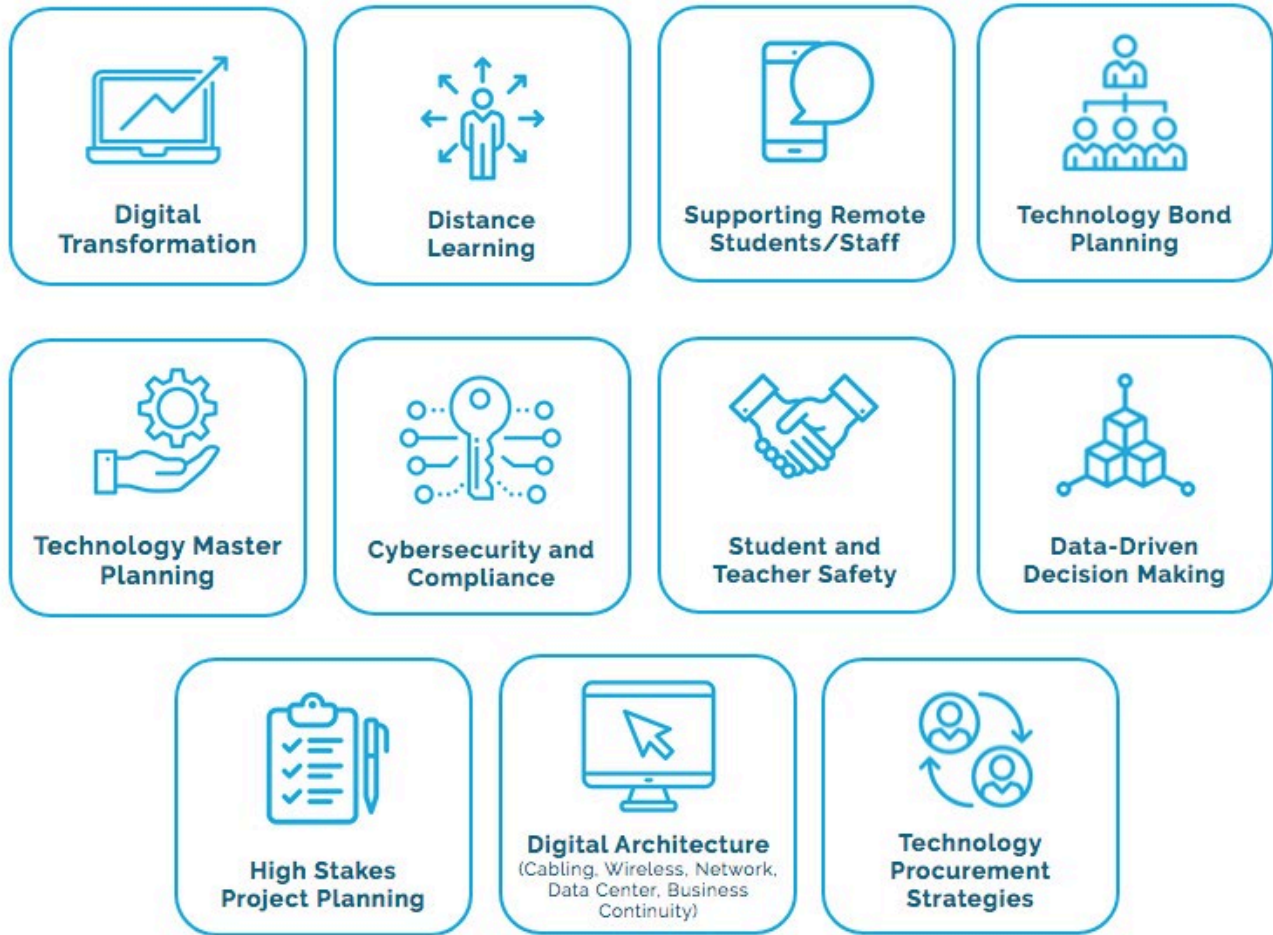 Digital
Transformation
Distance
Learning
Supporting Remote
Students/Staff
Technology Bond
Planning
Technology Master
Planning
Cybersecurity and
Compliance
Student and
Teacher Safety
Data-Driven
Decision Making
High Stakes
Project Planning
Digital Architecture
(Cabling, Wireless, Network,
Data Center, Business
Continuity)
Technology
Procurement
Strategies